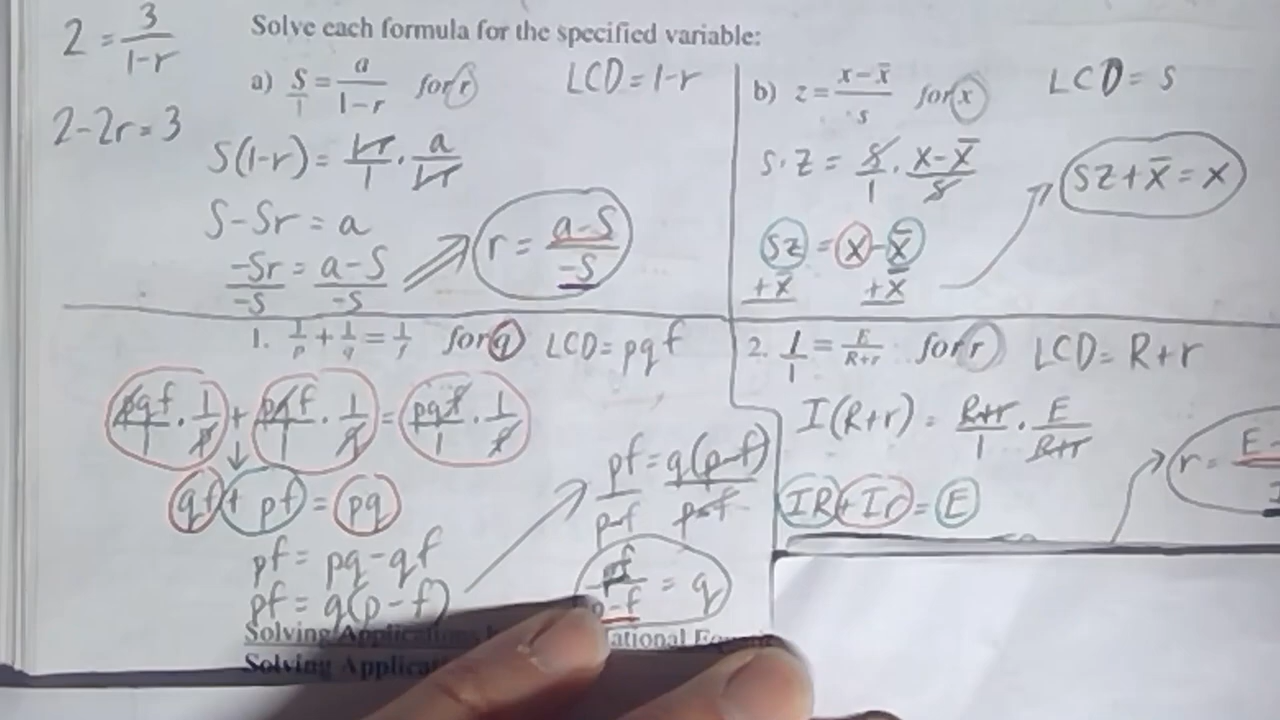 2 = 3/(1-r)
2-2r=3
Solve each formula for the specified variable:
a) S/1 = a/(1-r) for r LCD = 1-r
S(1-r) = (1-r)/1 · a/(1-r)
S-Sr = a
-Sr/-S = (a-S)/-S
r = (a-S)/-S
b) z = (x-x̄)/s for x LCD = S
S·Z = S/1 · (x-x̄)/S
SZ = x-x̄
+x̄ +x̄
SZ+x̄ = x
1. 1/p + 1/q = 1/f for q LCD = pqf
pqf/1 · 1/p + pqf/1 · 1/q = pqf/1 · 1/f
qf + pf = pq
pf = pq-qf
pf = q(p-f)
pf/(p-f) = q(p-f)/(p-f)
pf/(p-f) = q
2. I/1 = E/(R+r) for r LCD = R+r
I(R+r) = (R+r)/1 · E/(R+r)
IR+Ir = E
r = E-
Solving Applications
Solving Applica